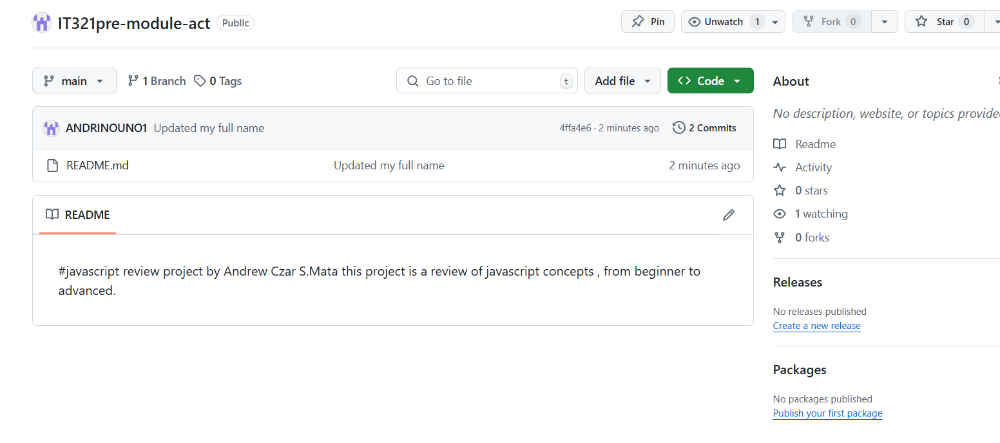 IT321pre-module-act Public Pin Unwatch 1 Fork 0 Star 0
main 1 Branch 0 Tags Go to file t Add file Code
ANDRINOUNO1 Updated my full name 4ffa4e6 · 2 minutes ago 2 Commits
README.md Updated my full name 2 minutes ago
README
#javascript review project by Andrew Czar S.Mata this project is a review of javascript concepts , from beginner to
advanced.
About
No description, website, or topics provided
Readme
Activity
0 stars
1 watching
0 forks
Releases
No releases published
Create a new release
Packages
No packages published
Publish your first package